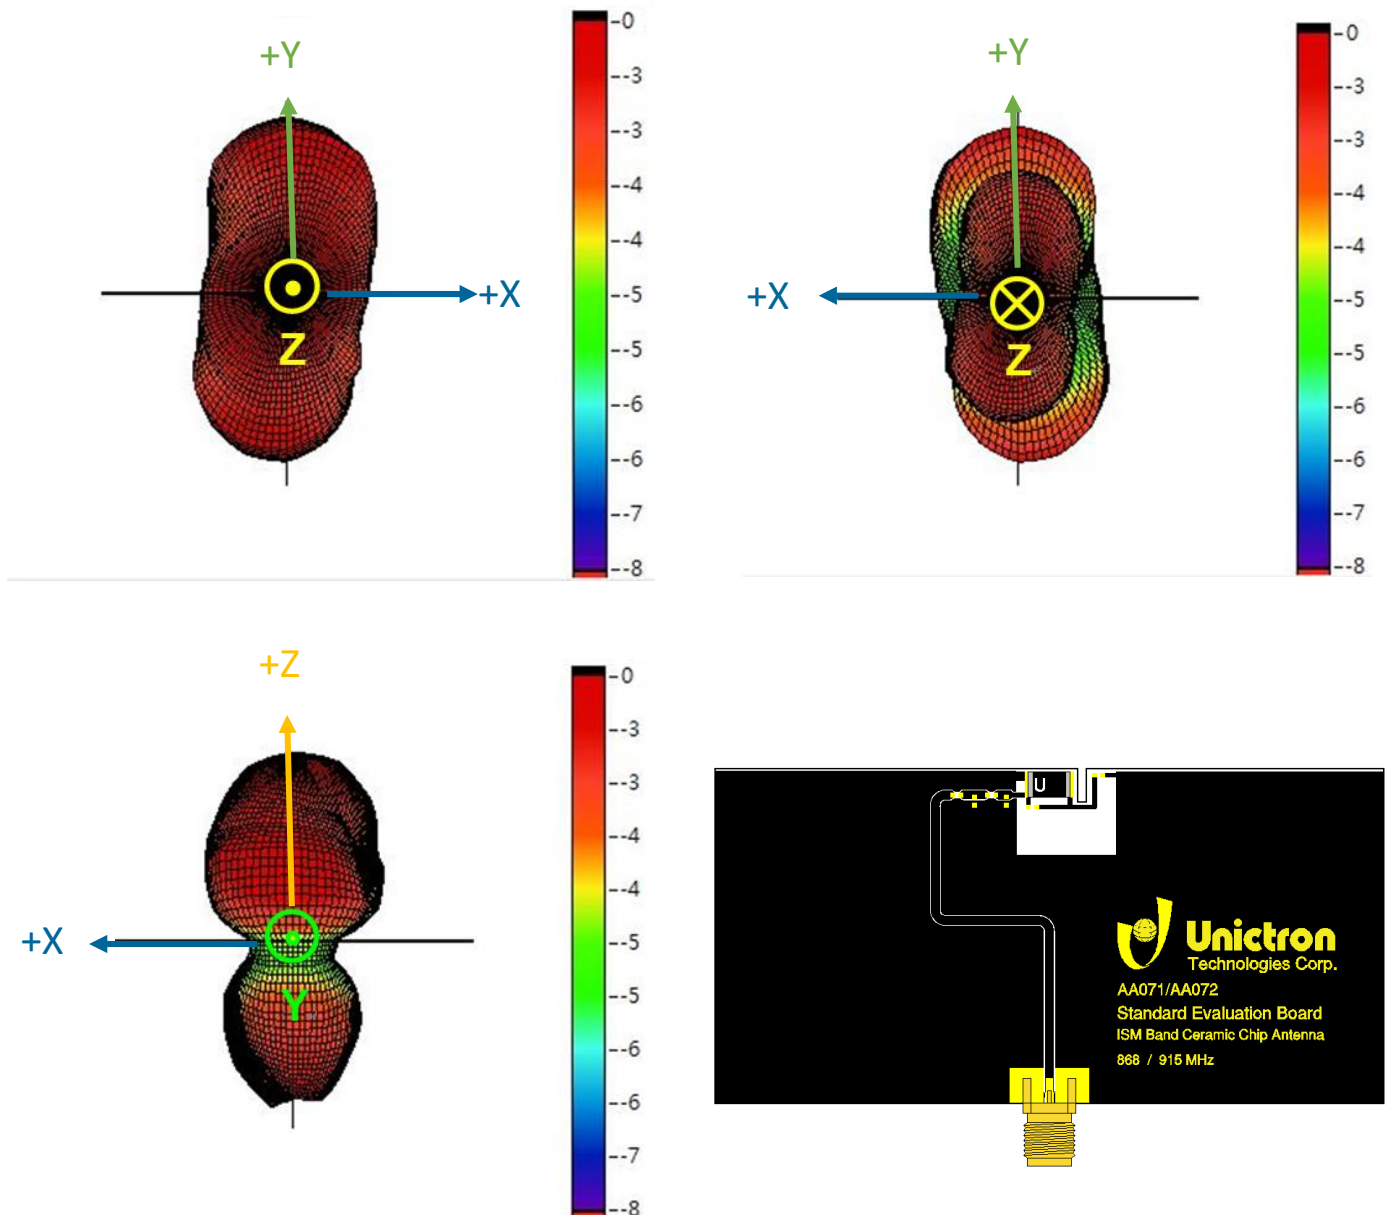 +Y
+X
Z
-0
--3
--3
--4
--4
--5
--5
--6
--6
--7
--8
+Y
+X
Z
-0
--3
--3
--4
--4
--5
--5
--6
--6
--7
--8
+Z
+X
Y
-0
--3
--3
--4
--4
--5
--5
--6
--6
--7
--8
U
Unictron
Technologies Corp.
AA071/AA072
Standard Evaluation Board
ISM Band Ceramic Chip Antenna
868 / 915 MHz